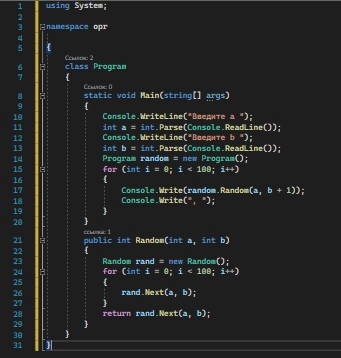 1 using System;
2
3 namespace opr
4
5 {
Ссылок: 2
6 class Program
7 {
Ссылок: 0
8 static void Main(string[] args)
9 {
10 Console.WriteLine("Введите a ");
11 int a = int.Parse(Console.ReadLine());
12 Console.WriteLine("Введите b ");
13 int b = int.Parse(Console.ReadLine());
14 Program random = new Program();
15 for (int i = 0; i < 100; i++)
16 {
17 Console.Write(random.Random(a, b + 1));
18 Console.Write(", ");
19 }
20 }
ссылка: 1
21 public int Random(int a, int b)
22 {
23 Random rand = new Random();
24 for (int i = 0; i < 100; i++)
25 {
26 rand.Next(a, b);
27 }
28 return rand.Next(a, b);
29 }
30 }
31 }